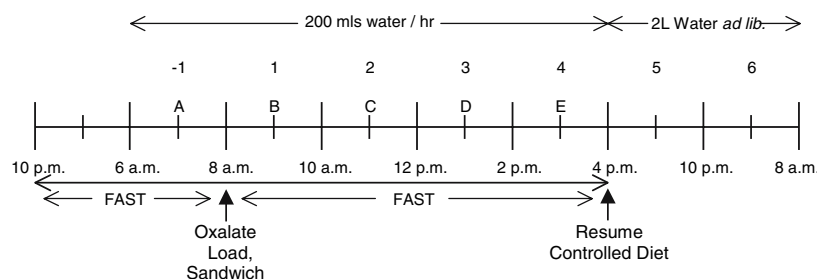 200 mls water / hr 2L Water ad lib.
-1 1 2 3 4 5 6
A B C D E
10 p.m. 6 a.m. 8 a.m. 10 a.m. 12 p.m. 2 p.m. 4 p.m. 10 p.m. 8 a.m.
FAST FAST
Oxalate
Load,
Sandwich
Resume
Controlled Diet